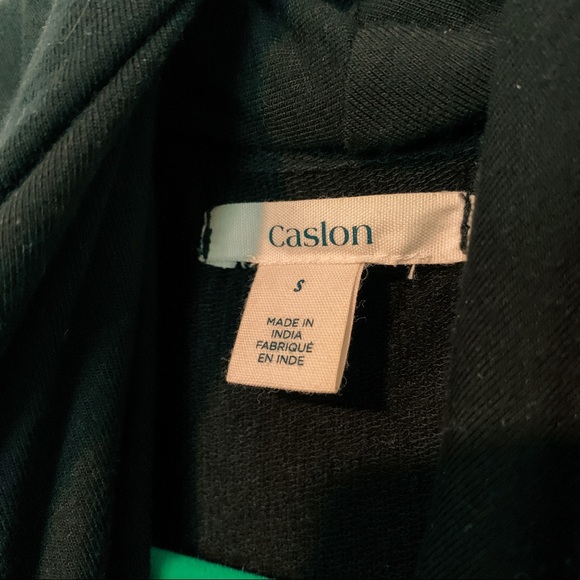 Caslon
S
MADE IN
INDIA
FABRIQUÉ
EN INDE